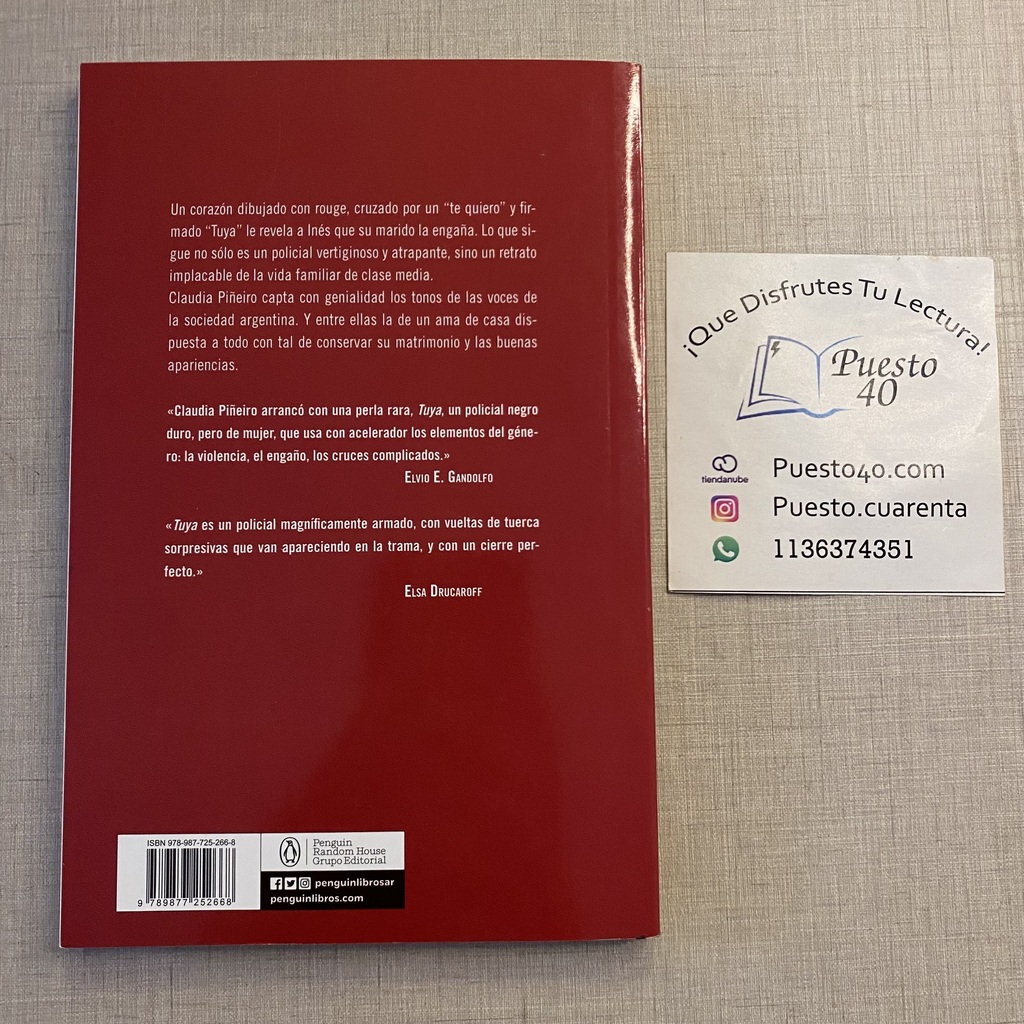 Un corazón dibujado con rouge, cruzado por un “te quiero” y fir-
mado “Tuya” le revela a Inés que su marido la engaña. Lo que si-
gue no sólo es un policial vertiginoso y atrapante, sino un retrato
implacable de la vida familiar de clase media.
Claudia Piñeiro capta con genialidad los tonos de las voces de
la sociedad argentina. Y entre ellas la de un ama de casa dis-
puesta a todo con tal de conservar su matrimonio y las buenas
apariencias.
«Claudia Piñeiro arrancó con una perla rara, Tuya, un policial negro
duro, pero de mujer, que usa con acelerador los elementos del géne-
ro: la violencia, el engaño, los cruces complicados.»
Elvio E. Gandolfo
«Tuya es un policial magníficamente armado, con vueltas de tuerca
sorpresivas que van apareciendo en la trama, y con un cierre per-
fecto.»
Elsa Drucaroff
ISBN 978-987-725-266-8
9 789877 252668
Penguin
Random House
Grupo Editorial
penguinlibrosar
penguinlibros.com
¡Que Disfrutes Tu Lectura!
Puesto
40
tiendanube
Puesto40.com
Puesto.cuarenta
1136374351